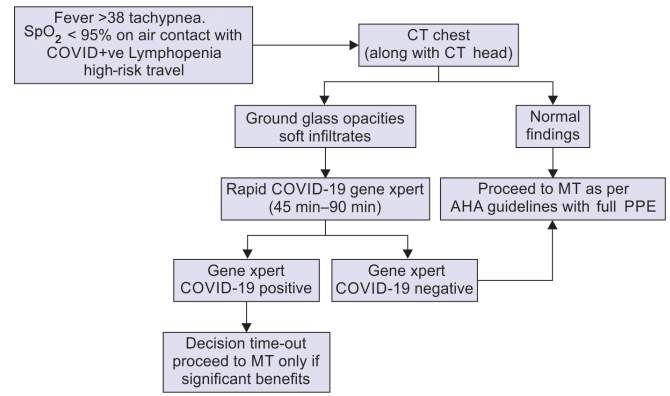 Fever >38 tachypnea.
SpO2 < 95% on air contact with
COVID+ve Lymphopenia
high-risk travel
CT chest
(along with CT head)
Ground glass opacities
soft infiltrates
Normal
findings
Rapid COVID-19 gene xpert
(45 min–90 min)
Proceed to MT as per
AHA guidelines with full PPE
Gene xpert
COVID-19 positive
Gene xpert
COVID-19 negative
Decision time-out
proceed to MT only if
significant benefits